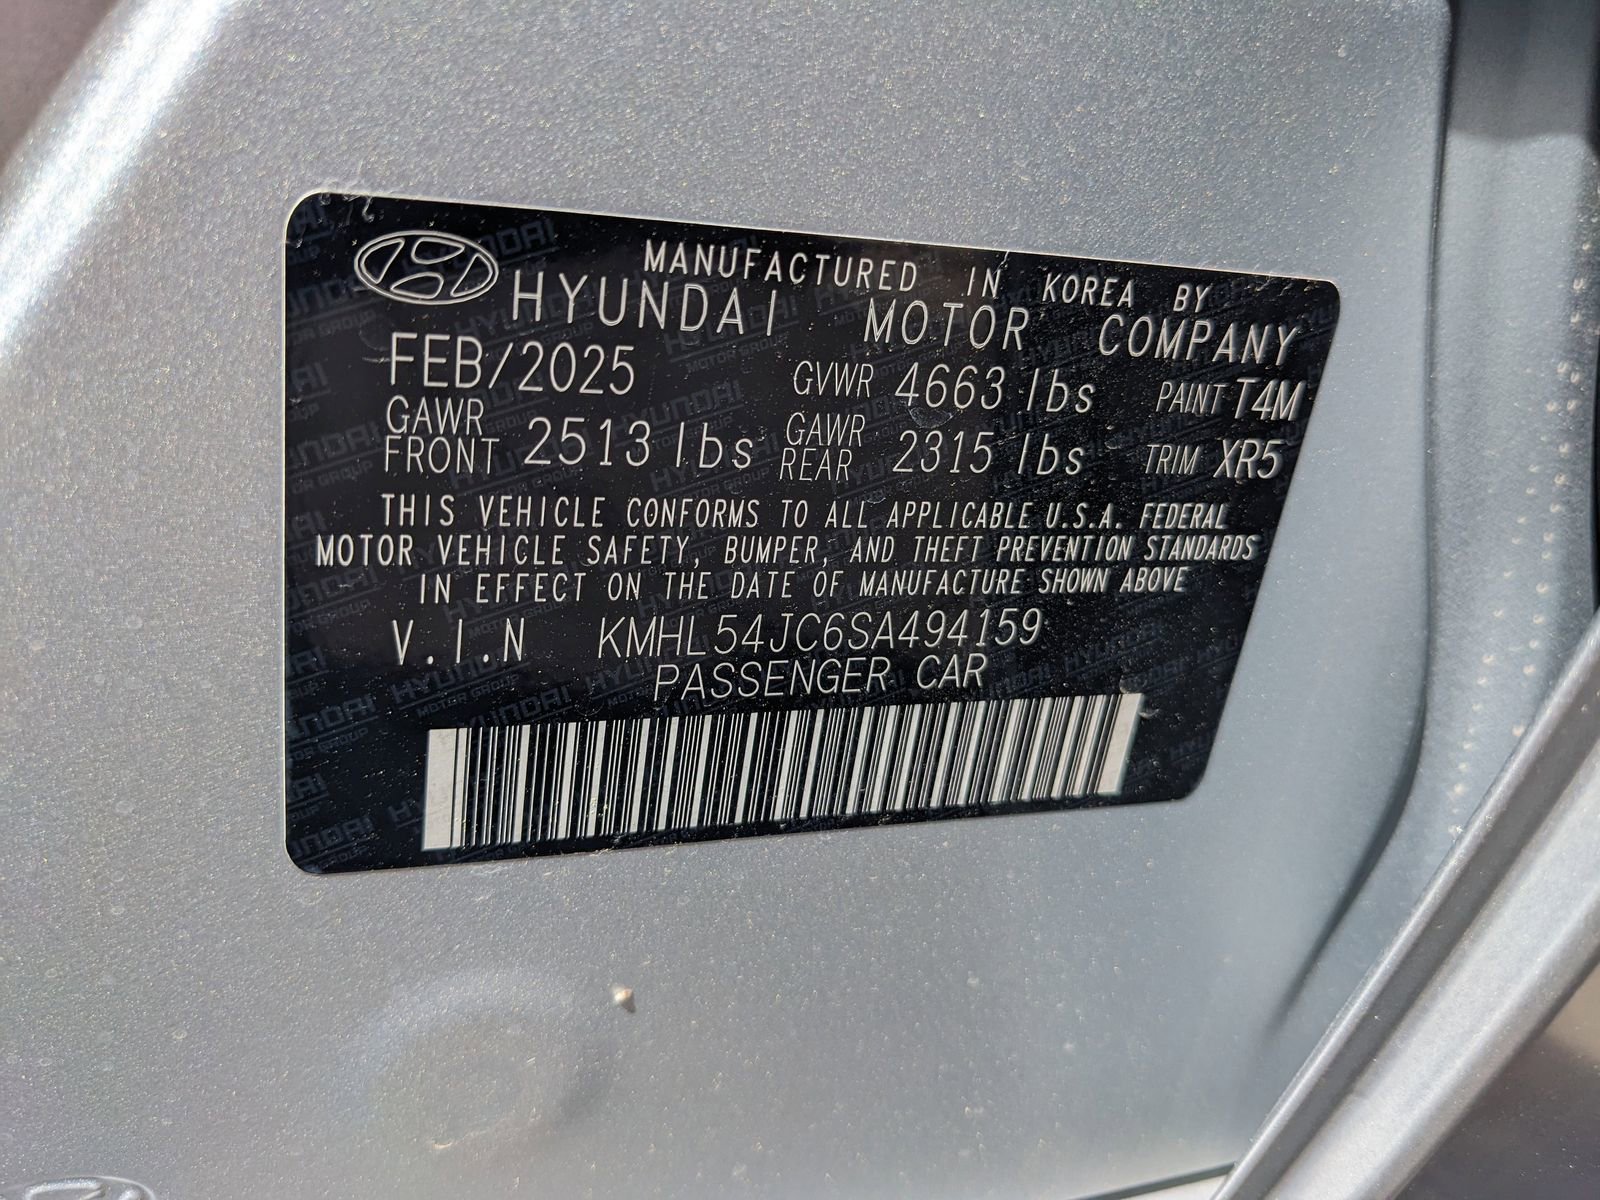 MANUFACTURED IN KOREA BY
HYUNDAI MOTOR COMPANY
FEB/2025 GVWR 4663 lbs PAINT T4M
GAWR FRONT 2513 lbs GAWR REAR 2315 lbs TRIM XR5
THIS VEHICLE CONFORMS TO ALL APPLICABLE U.S.A. FEDERAL
MOTOR VEHICLE SAFETY, BUMPER, AND THEFT PREVENTION STANDARDS
IN EFFECT ON THE DATE OF MANUFACTURE SHOWN ABOVE
V.I.N KMHL54JC6SA494159
PASSENGER CAR